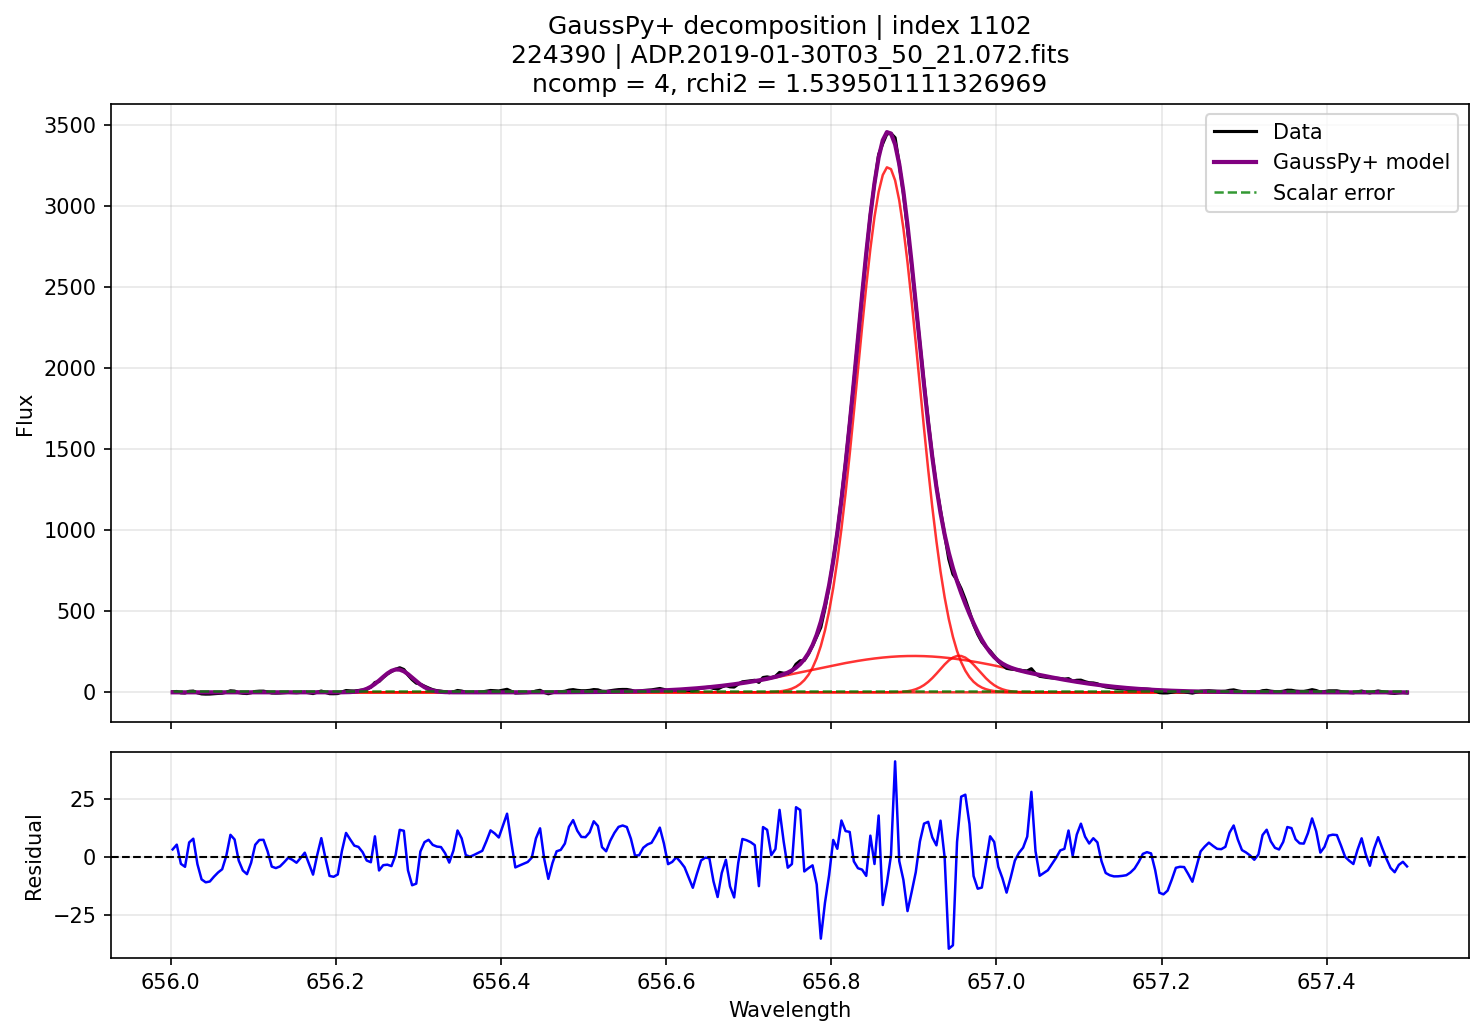 GaussPy+ decomposition | index 1102
224390 | ADP.2019-01-30T03_50_21.072.fits
ncomp = 4, rchi2 = 1.539501111326969
Data
GaussPy+ model
Scalar error
Flux
3500
3000
2500
2000
1500
1000
500
0
Residual
25
0
−25
656.0
656.2
656.4
656.6
656.8
657.0
657.2
657.4
Wavelength